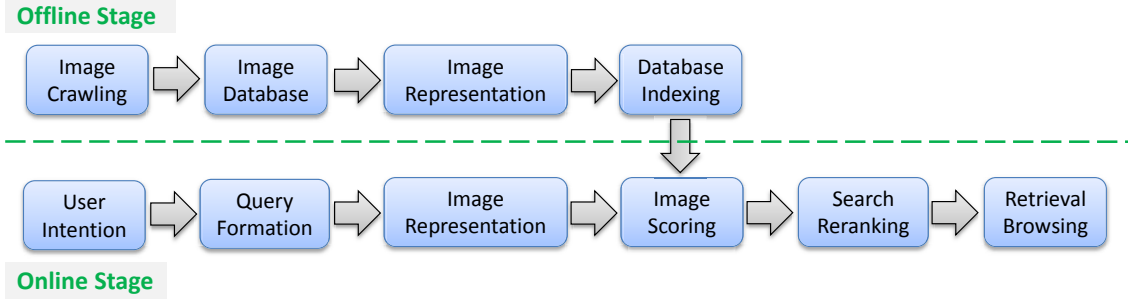 Offline Stage
Image
Crawling
Image
Database
Image
Representation
Database
Indexing
User
Intention
Query
Formation
Image
Representation
Image
Scoring
Search
Reranking
Retrieval
Browsing
Online Stage